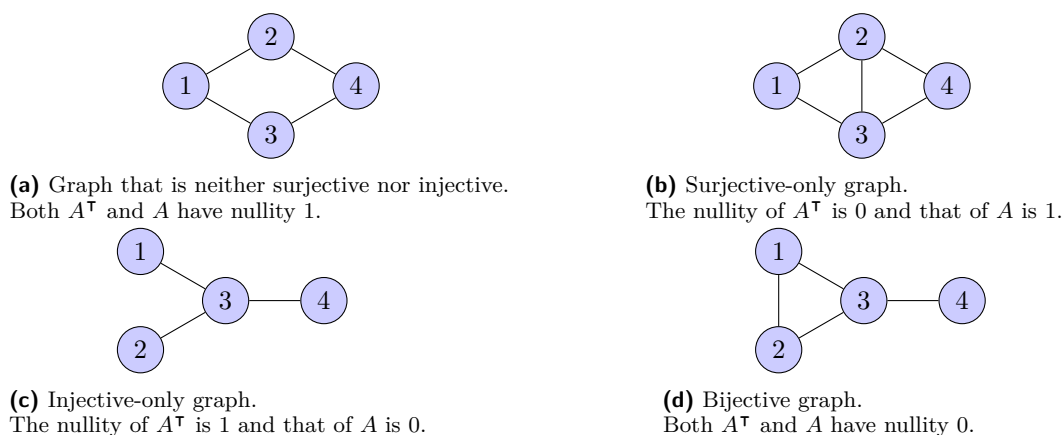 2
1
4
3
(a) Graph that is neither surjective nor injective.
Both A⊺ and A have nullity 1.
2
1
4
3
(b) Surjective-only graph.
The nullity of A⊺ is 0 and that of A is 1.
1
3
4
2
(c) Injective-only graph.
The nullity of A⊺ is 1 and that of A is 0.
1
3
4
2
(d) Bijective graph.
Both A⊺ and A have nullity 0.